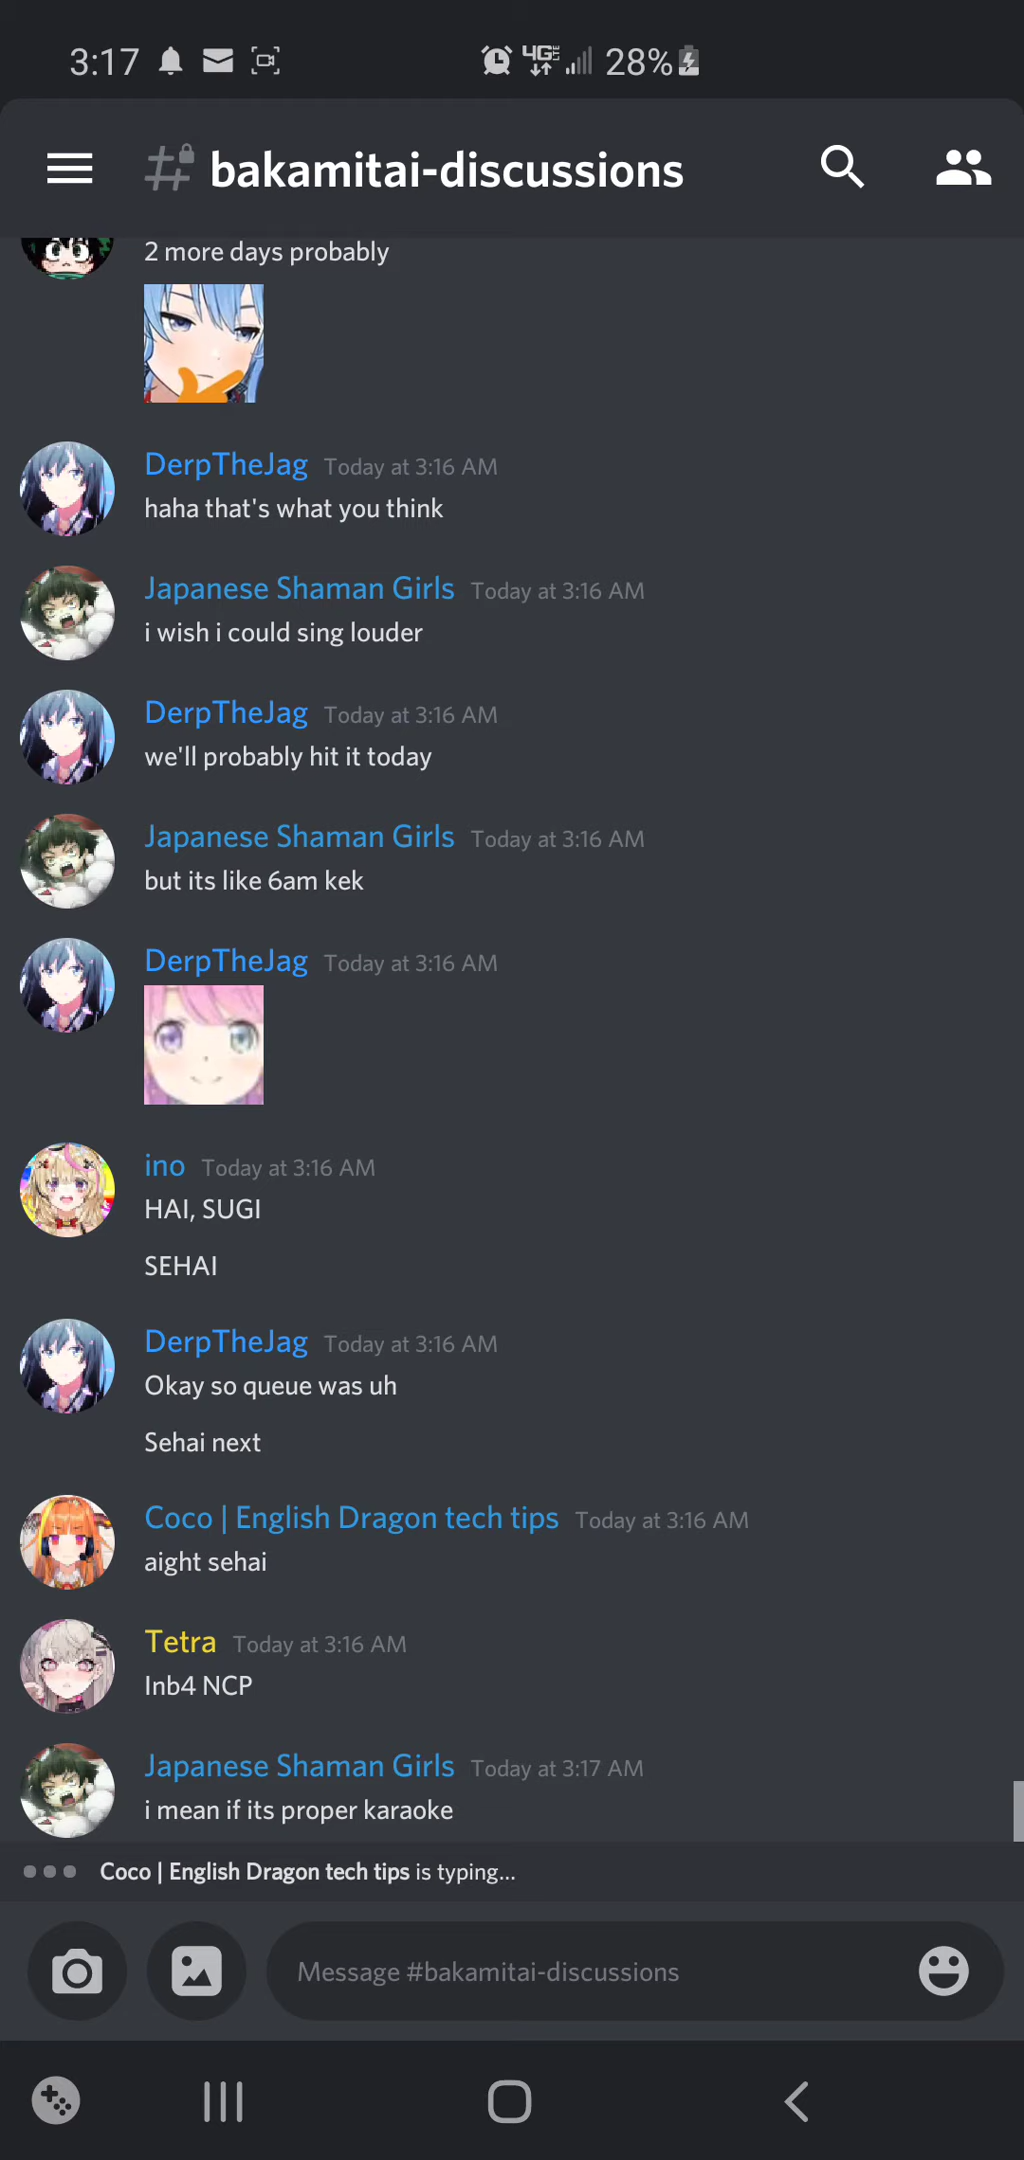 3:17
4G LTE 28%
bakamitai-discussions
2 more days probably
DerpTheJag Today at 3:16 AM
haha that's what you think
Japanese Shaman Girls Today at 3:16 AM
i wish i could sing louder
DerpTheJag Today at 3:16 AM
we'll probably hit it today
Japanese Shaman Girls Today at 3:16 AM
but its like 6am kek
DerpTheJag Today at 3:16 AM
ino Today at 3:16 AM
HAI, SUGI
SEHAI
DerpTheJag Today at 3:16 AM
Okay so queue was uh
Sehai next
Coco | English Dragon tech tips Today at 3:16 AM
aight sehai
Tetra Today at 3:16 AM
Inb4 NCP
Japanese Shaman Girls Today at 3:17 AM
i mean if its proper karaoke
Coco | English Dragon tech tips is typing...
Message #bakamitai-discussions